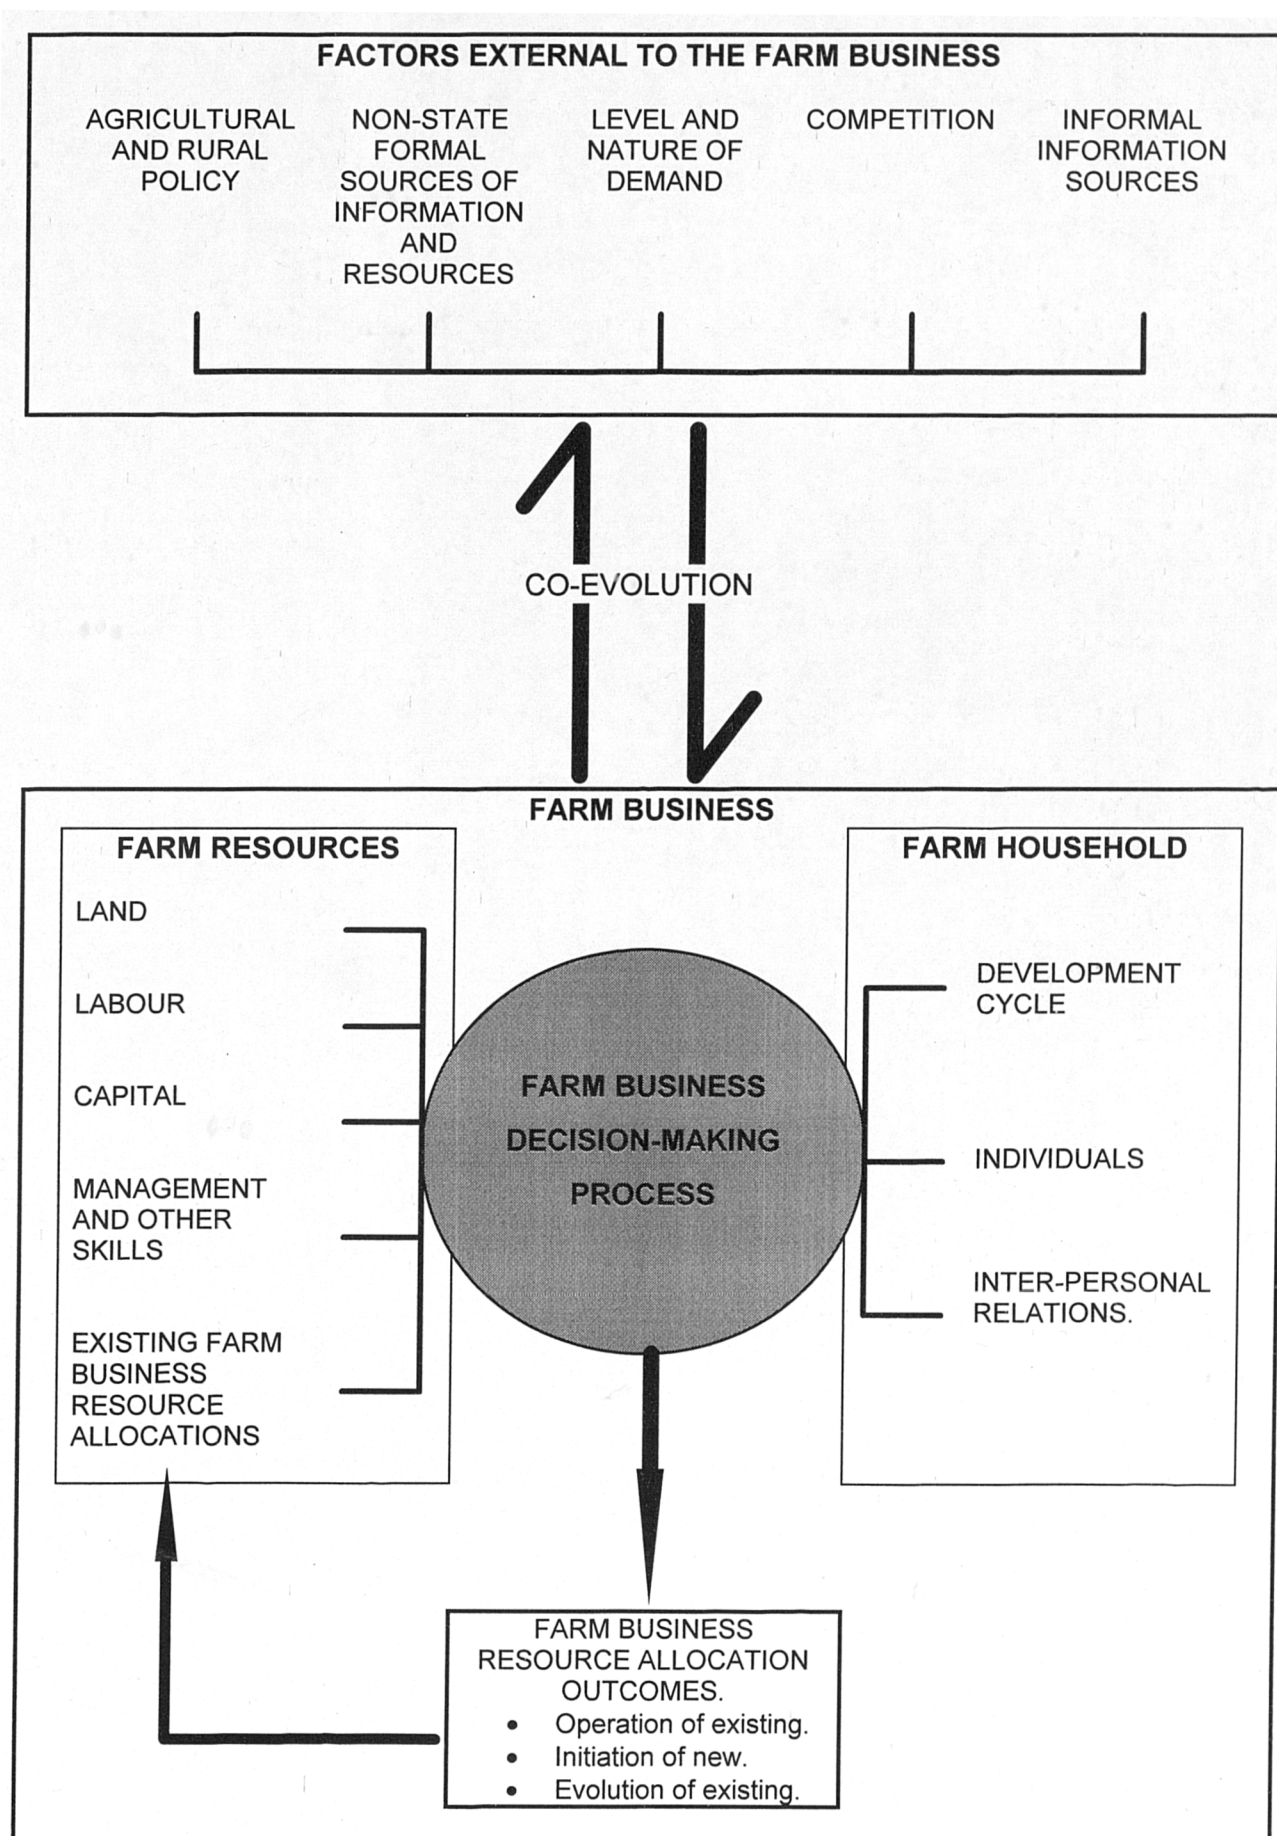 FACTORS EXTERNAL TO THE FARM BUSINESS
AGRICULTURAL
AND RURAL
POLICY
NON-STATE
FORMAL
SOURCES OF
INFORMATION
AND
RESOURCES
LEVEL AND
NATURE OF
DEMAND
COMPETITION
INFORMAL
INFORMATION
SOURCES
CO-EVOLUTION
FARM BUSINESS
FARM RESOURCES
LAND
LABOUR
CAPITAL
MANAGEMENT
AND OTHER
SKILLS
EXISTING FARM
BUSINESS
RESOURCE
ALLOCATIONS
FARM BUSINESS
DECISION-MAKING
PROCESS
FARM HOUSEHOLD
DEVELOPMENT
CYCLE
INDIVIDUALS
INTER-PERSONAL
RELATIONS.
FARM BUSINESS
RESOURCE ALLOCATION
OUTCOMES.
• Operation of existing.
• Initiation of new.
• Evolution of existing.